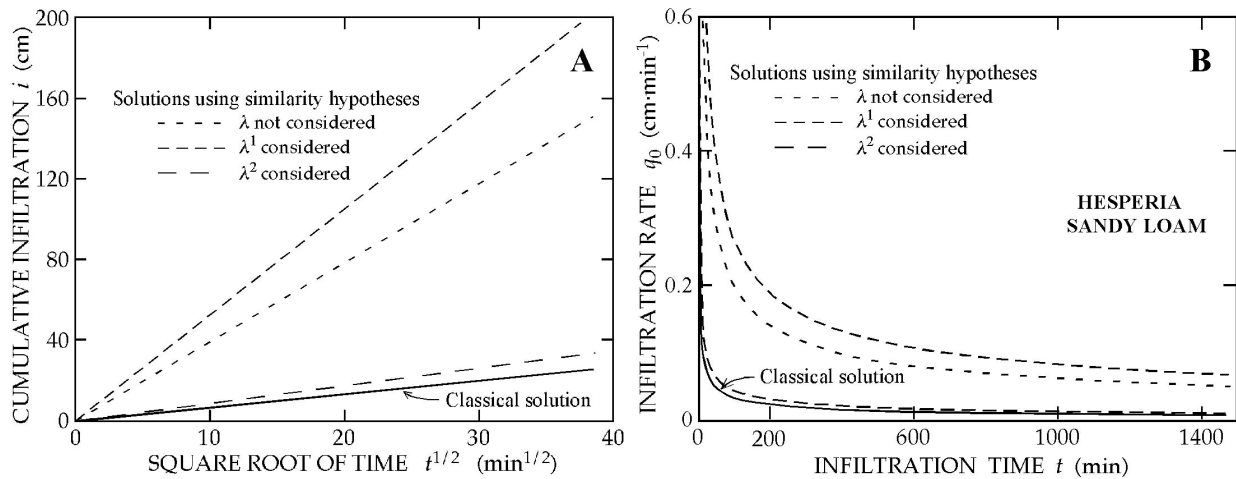 A
CUMULATIVE INFILTRATION i (cm)
200
160
120
80
40
0
Solutions using similarity hypotheses
λ not considered
λ¹ considered
λ² considered
Classical solution
0 10 20 30 40
SQUARE ROOT OF TIME t^1/2 (min^1/2)
B
INFILTRATION RATE q₀ (cm·min⁻¹)
0.6
0.4
0.2
0
Solutions using similarity hypotheses
λ not considered
λ¹ considered
λ² considered
HESPERIA
SANDY LOAM
Classical solution
0 200 600 1000 1400
INFILTRATION TIME t (min)